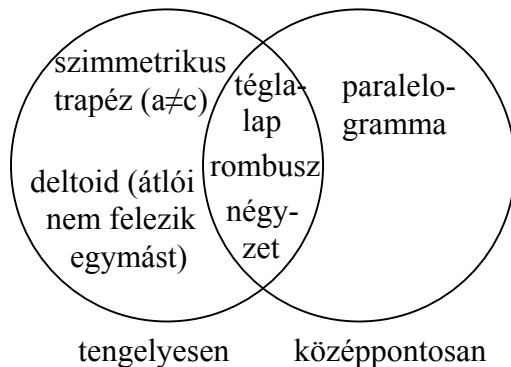 szimmetrikus
trapéz (a≠c)
deltoid (átlói
nem felezik
egymást)
tégla-
lap
rombusz
négy-
zet
paralelo-
gramma
tengelyesen
középpontosan